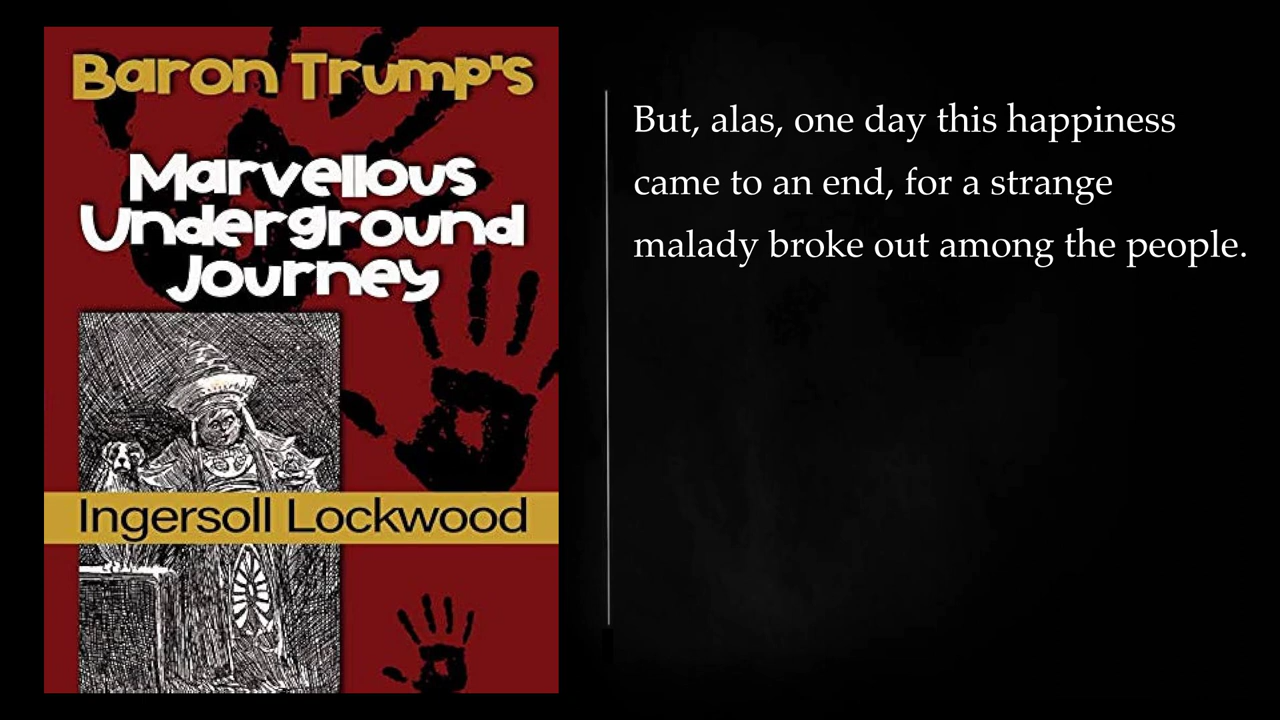 Baron Trump's
Marvellous
Underground
Journey
Ingersoll Lockwood
But, alas, one day this happiness
came to an end, for a strange
malady broke out among the people.